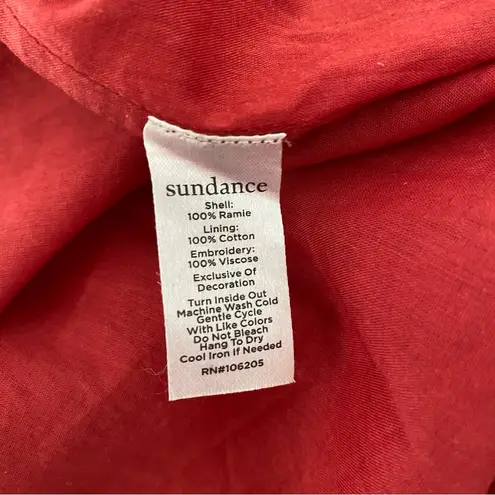 sundance
Shell:
100% Ramie
Lining:
100% Cotton
Embroidery:
100% Viscose
Exclusive Of
Decoration
Turn Inside Out
Machine Wash Cold
Gentle Cycle
With Like Colors
Do Not Bleach
Hang To Dry
Cool Iron If Needed
RN#106205